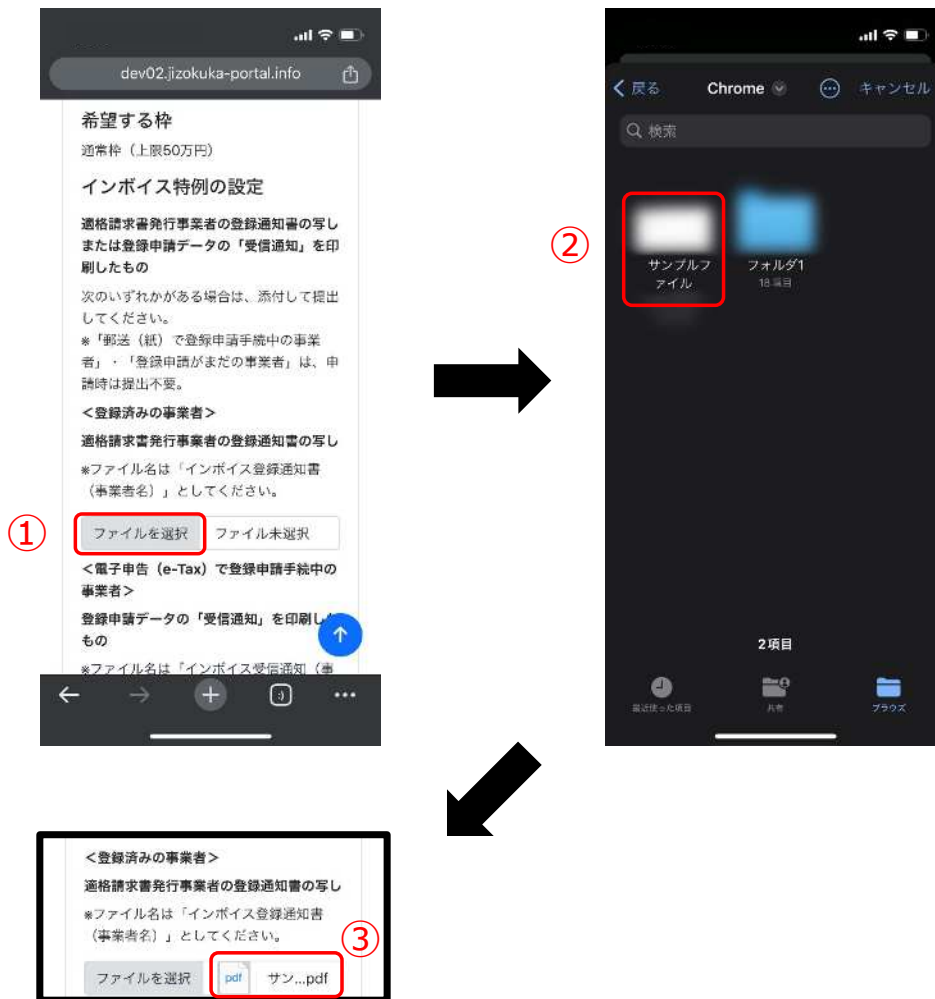 dev02.jizokuka-portal.info
希望する枠
通常枠（上限50万円）
インボイス特例の設定
適格請求書発行事業者の登録通知書の写し
または登録申請データの「受信通知」を印
刷したもの
次のいずれかがある場合は、添付して提出
してください。
※「郵送（紙）で登録申請手続中の事業
者」・「登録申請がまだの事業者」は、申
請時は提出不要。
＜登録済みの事業者＞
適格請求書発行事業者の登録通知書の写し
※ファイル名は「インボイス登録通知書
（事業者名）」としてください。
①
ファイルを選択 ファイル未選択
＜電子申告（e-Tax）で登録申請手続中の
事業者＞
登録申請データの「受信通知」を印刷した
もの
※ファイル名は「インボイス受信通知（事
戻る Chrome キャンセル
検索
②
サンプルフ
ァイル
フォルダ1
18項目
2項目
最近使った項目 共有 ブラウズ
＜登録済みの事業者＞
適格請求書発行事業者の登録通知書の写し
※ファイル名は「インボイス登録通知書
（事業者名）」としてください。
③
ファイルを選択 pdf サン...pdf